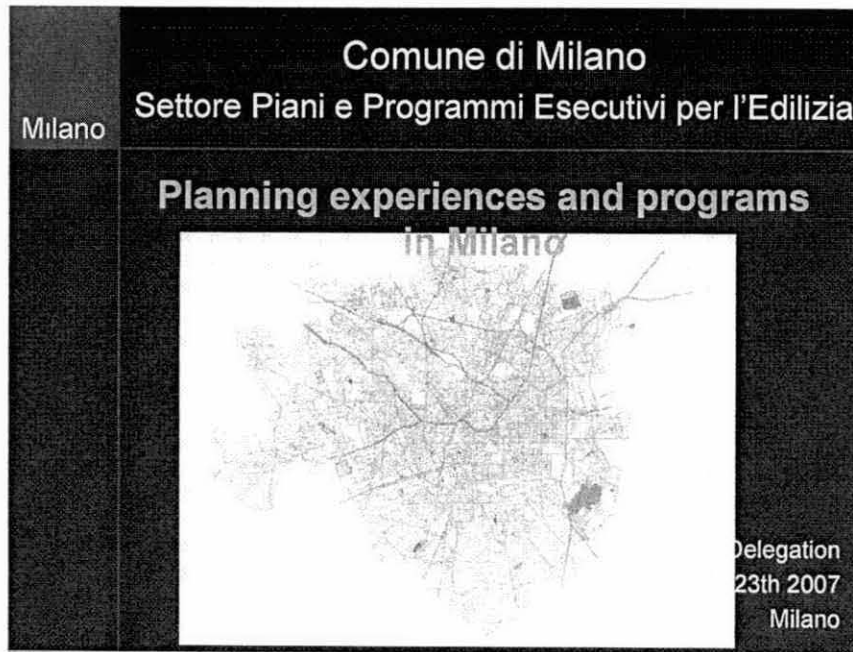 Comune di Milano
Settore Piani e Programmi Esecutivi per l'Edilizia
Milano
Planning experiences and programs
in Milano
Delegation
23th 2007
Milano